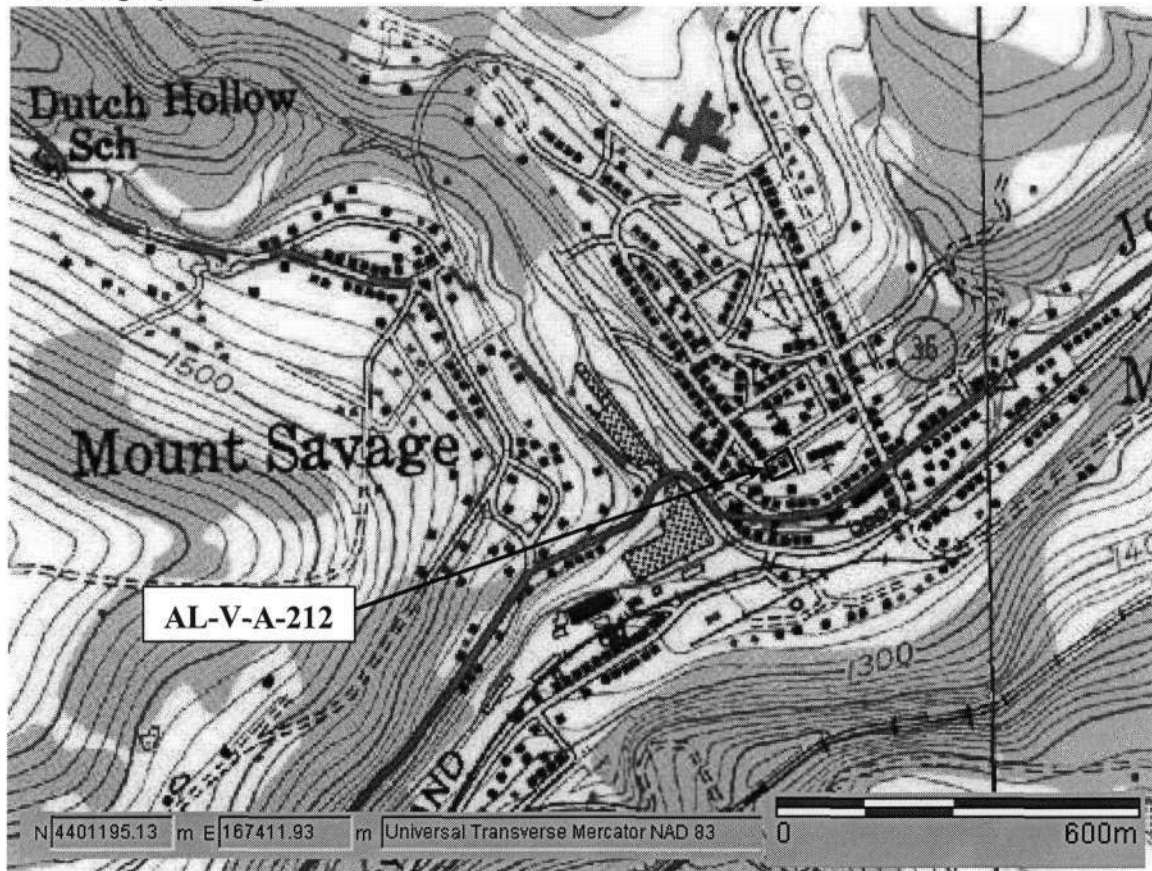 1400
Dutch Hollow
Sch
36
1500
Mount Savage
AL-V-A-212
1300
N 4401195.13 m E 167411.93 m Universal Transverse Mercator NAD 83
0 600m